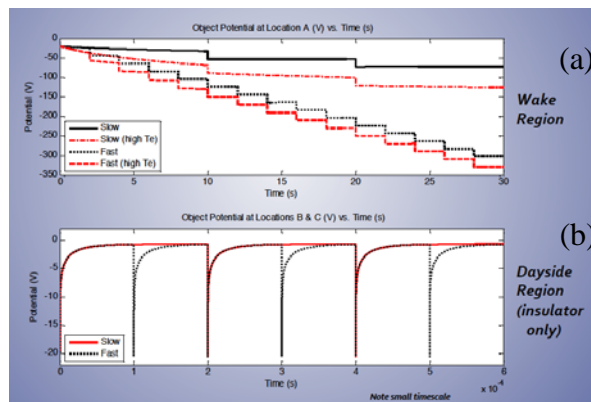 Object Potential at Location A (V) vs. Time (s)
(a)
0
-50
-100
-150
-200
-250
-300
-350
Potential (V)
Slow
Slow (high Te)
Fast
Fast (high Te)
0 5 10 15 20 25 30
Time (s)
Wake
Region
Object Potential at Locations B & C (V) vs. Time (s)
(b)
0
-5
-10
-15
-20
Potential (V)
Slow
Fast
0 1 2 3 4 5 6
Time (s)
x 10⁻⁴
Note small timescale
Dayside
Region
(insulator
only)